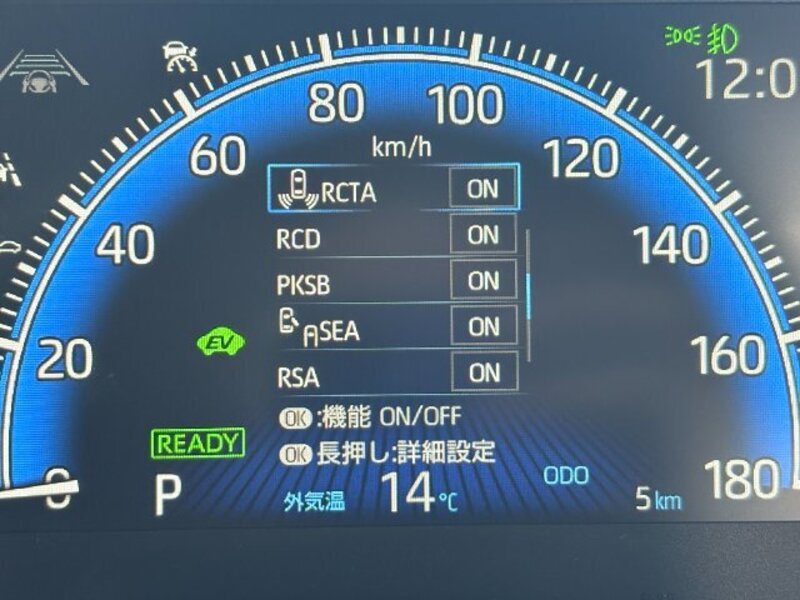 12:0
80 100
60 120
km/h
RCTA ON
RCD ON
40 140
PKSB ON
SEA ON
EV
20 160
RSA ON
OK:機能 ON/OFF
READY
OK 長押し:詳細設定
0 180
P
外気温 14℃
ODO
5km